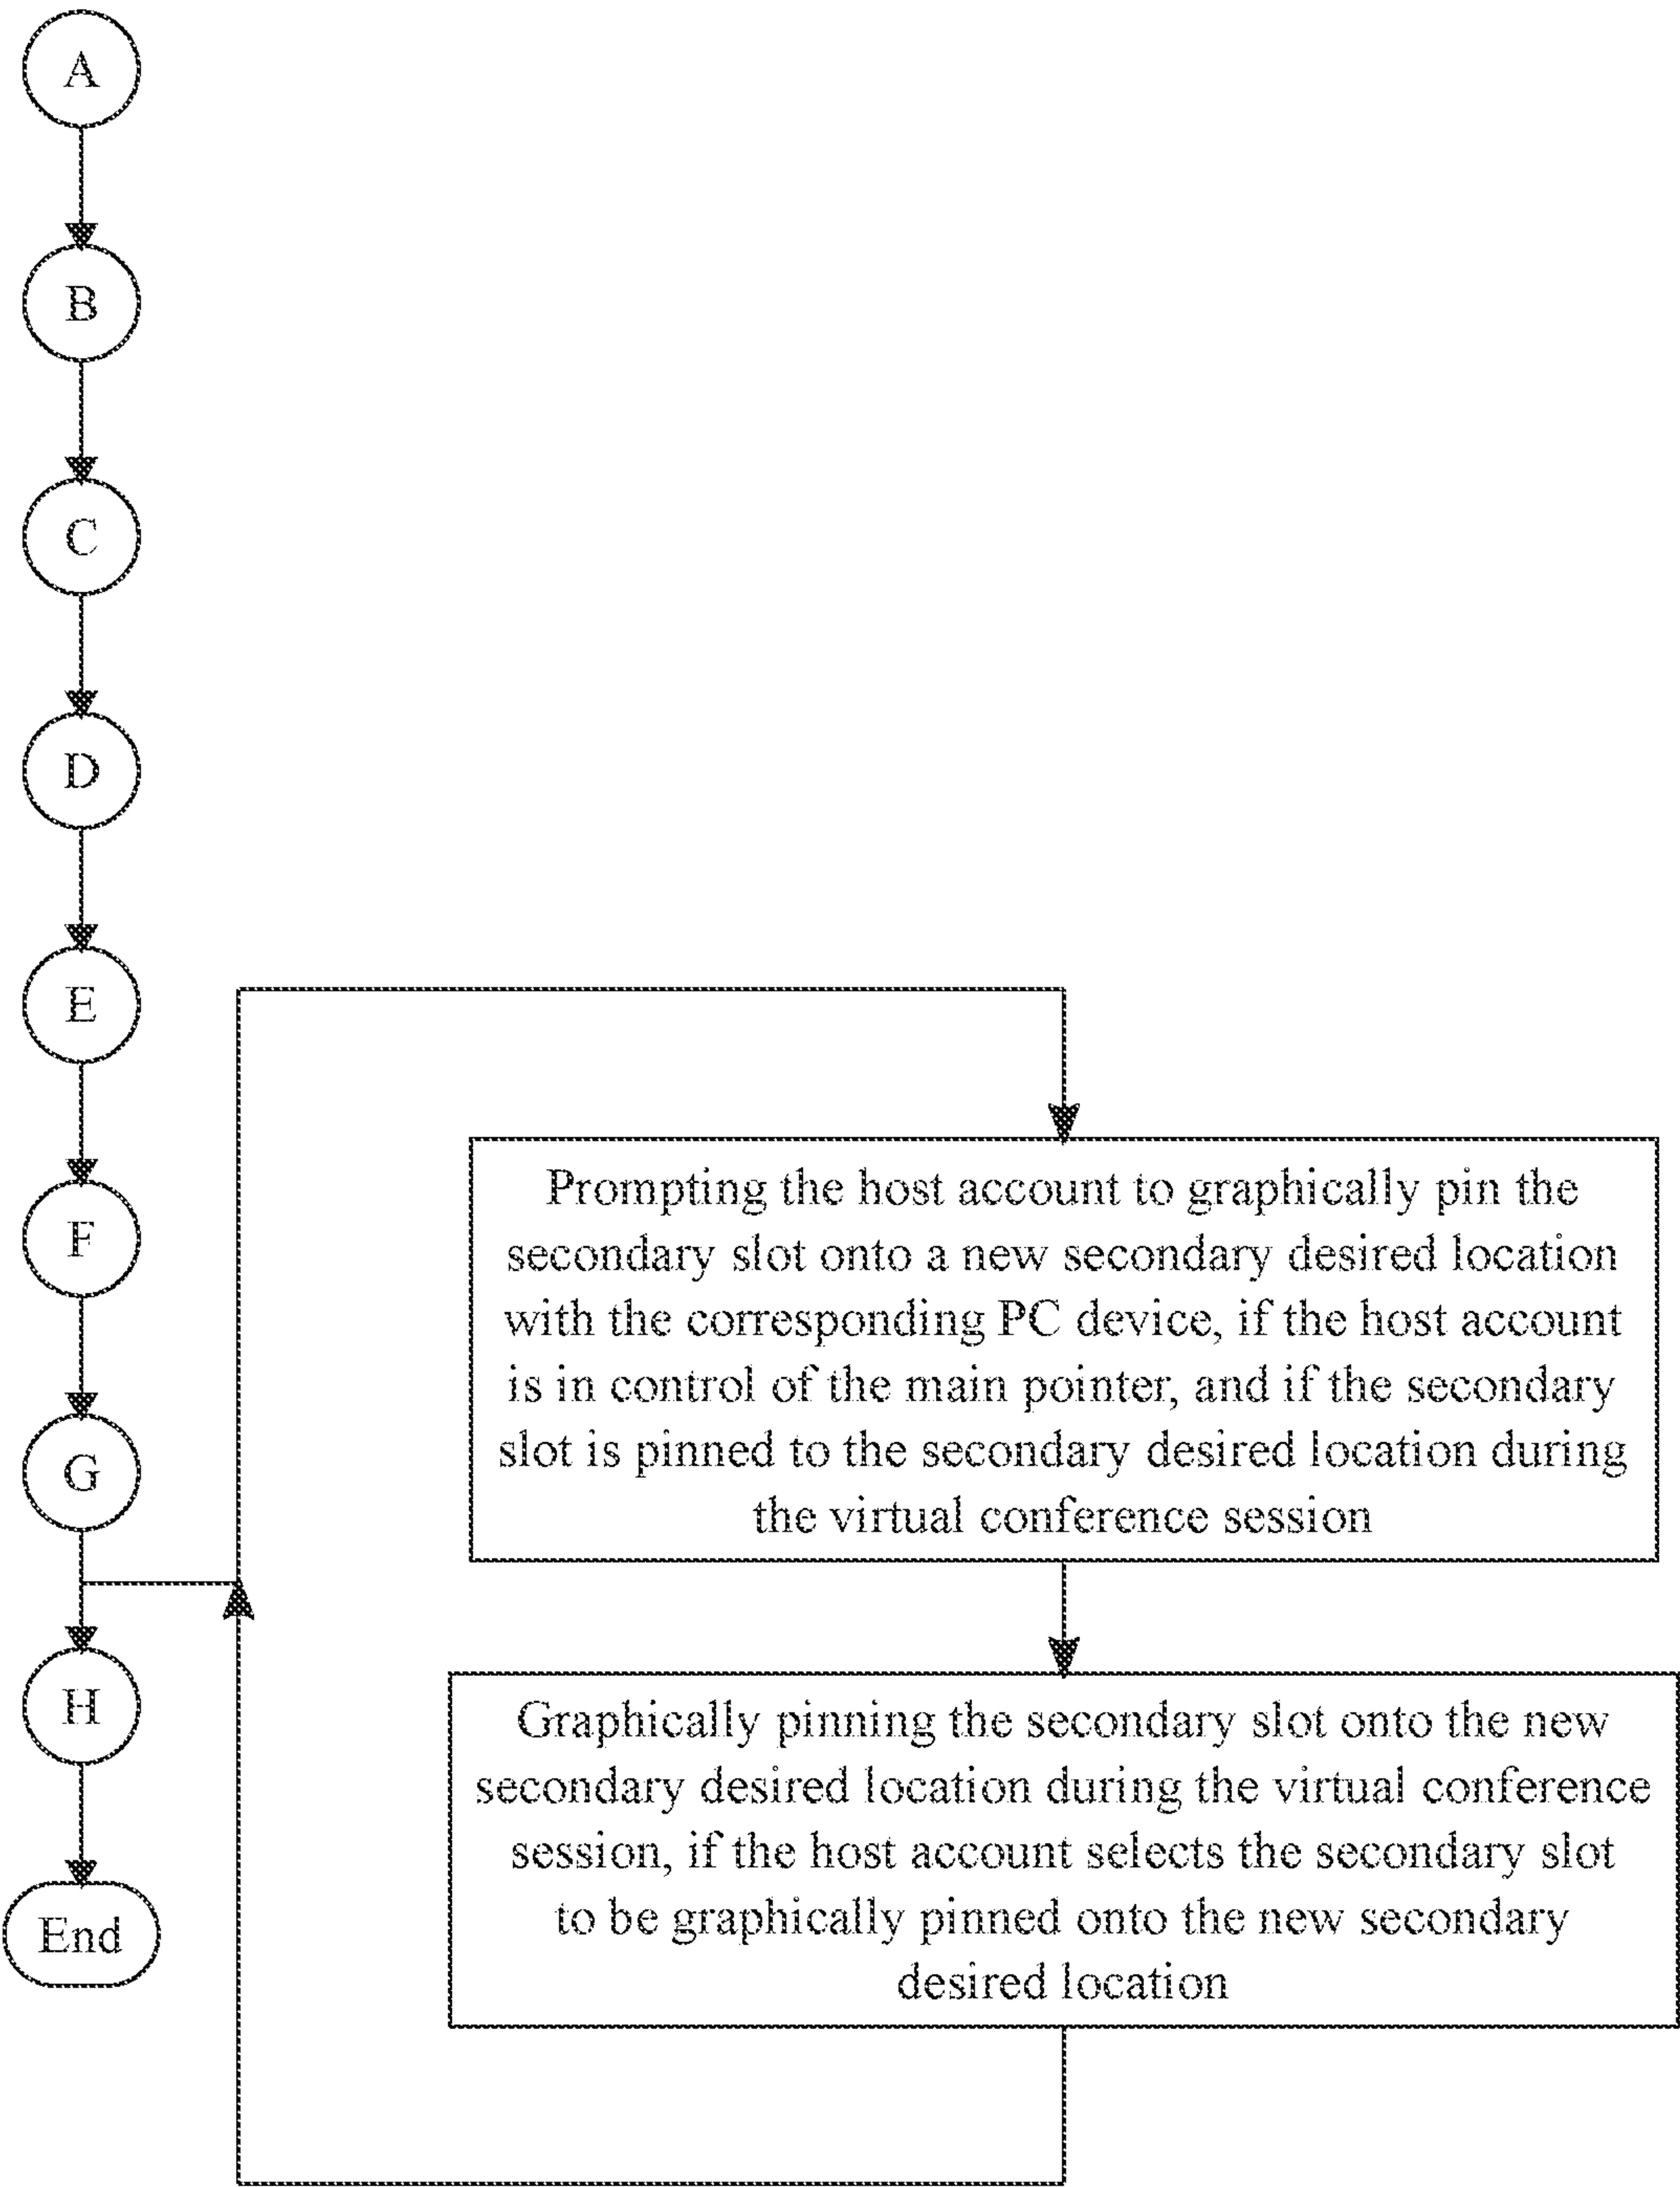 A
B
C
D
E
F
G
H
End
Prompting the host account to graphically pin the
secondary slot onto a new secondary desired location
with the corresponding PC device, if the host account
is in control of the main pointer, and if the secondary
slot is pinned to the secondary desired location during
the virtual conference session
Graphically pinning the secondary slot onto the new
secondary desired location during the virtual conference
session, if the host account selects the secondary slot
to be graphically pinned onto the new secondary
desired location